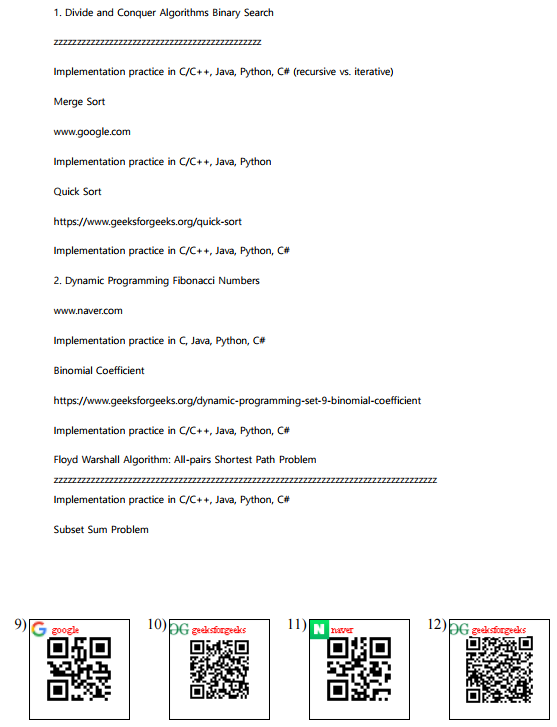 1. Divide and Conquer Algorithms Binary Search
zzzzzzzzzzzzzzzzzzzzzzzzzzzzzzzzzzzzzzzzzzzzz
Implementation practice in C/C++, Java, Python, C# (recursive vs. iterative)
Merge Sort
www.google.com
Implementation practice in C/C++, Java, Python
Quick Sort
https://www.geeksforgeeks.org/quick-sort
Implementation practice in C/C++, Java, Python, C#
2. Dynamic Programming Fibonacci Numbers
www.naver.com
Implementation practice in C, Java, Python, C#
Binomial Coefficient
https://www.geeksforgeeks.org/dynamic-programming-set-9-binomial-coefficient
Implementation practice in C/C++, Java, Python, C#
Floyd Warshall Algorithm: All-pairs Shortest Path Problem
zzzzzzzzzzzzzzzzzzzzzzzzzzzzzzzzzzzzzzzzzzzzzzzzzzzzzzzzzzzzzzzzzzzzzzzzzzzzzzzzzzz
Implementation practice in C/C++, Java, Python, C#
Subset Sum Problem
9) G google 10) GG geeksforgeeks 11) N naver 12) GG geeksforgeeks